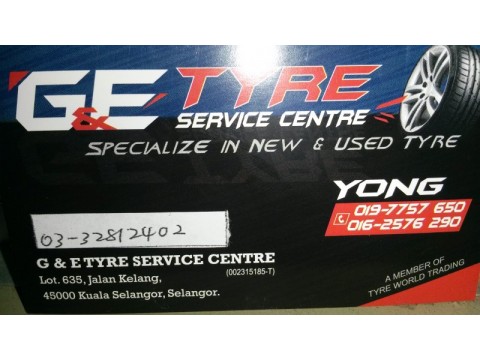 G&E TYRE
SERVICE CENTRE
SPECIALIZE IN NEW & USED TYRE
YONG
019-7757 650
016-2576 290
03-32812402
G & E TYRE SERVICE CENTRE
(002315185-T)
Lot. 635, Jalan Kelang,
45000 Kuala Selangor, Selangor.
A MEMBER OF
TYRE WORLD TRADING